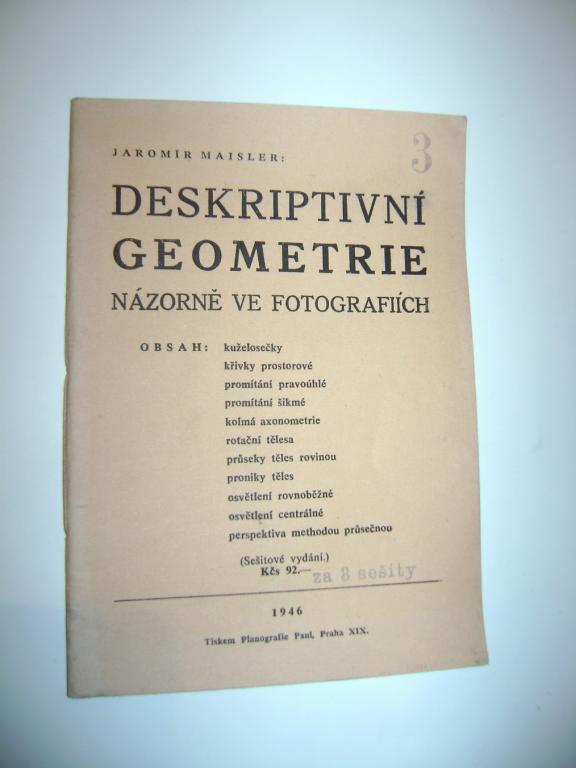 3
JAROMÍR MAISLER:
DESKRIPTIVNÍ
GEOMETRIE
NÁZORNĚ VE FOTOGRAFIÍCH
OBSAH: kuželosečky
křivky prostorové
promítání pravoúhlé
promítání šikmé
kolmá axonometrie
rotační tělesa
průseky těles rovinou
proniky těles
osvětlení rovnoběžné
osvětlení centrálné
perspektiva methodou průsečnou
(Sešitové vydání.)
Kčs 92.— za 8 sešity
1946
Tiskem Planografie Paul, Praha XIX.